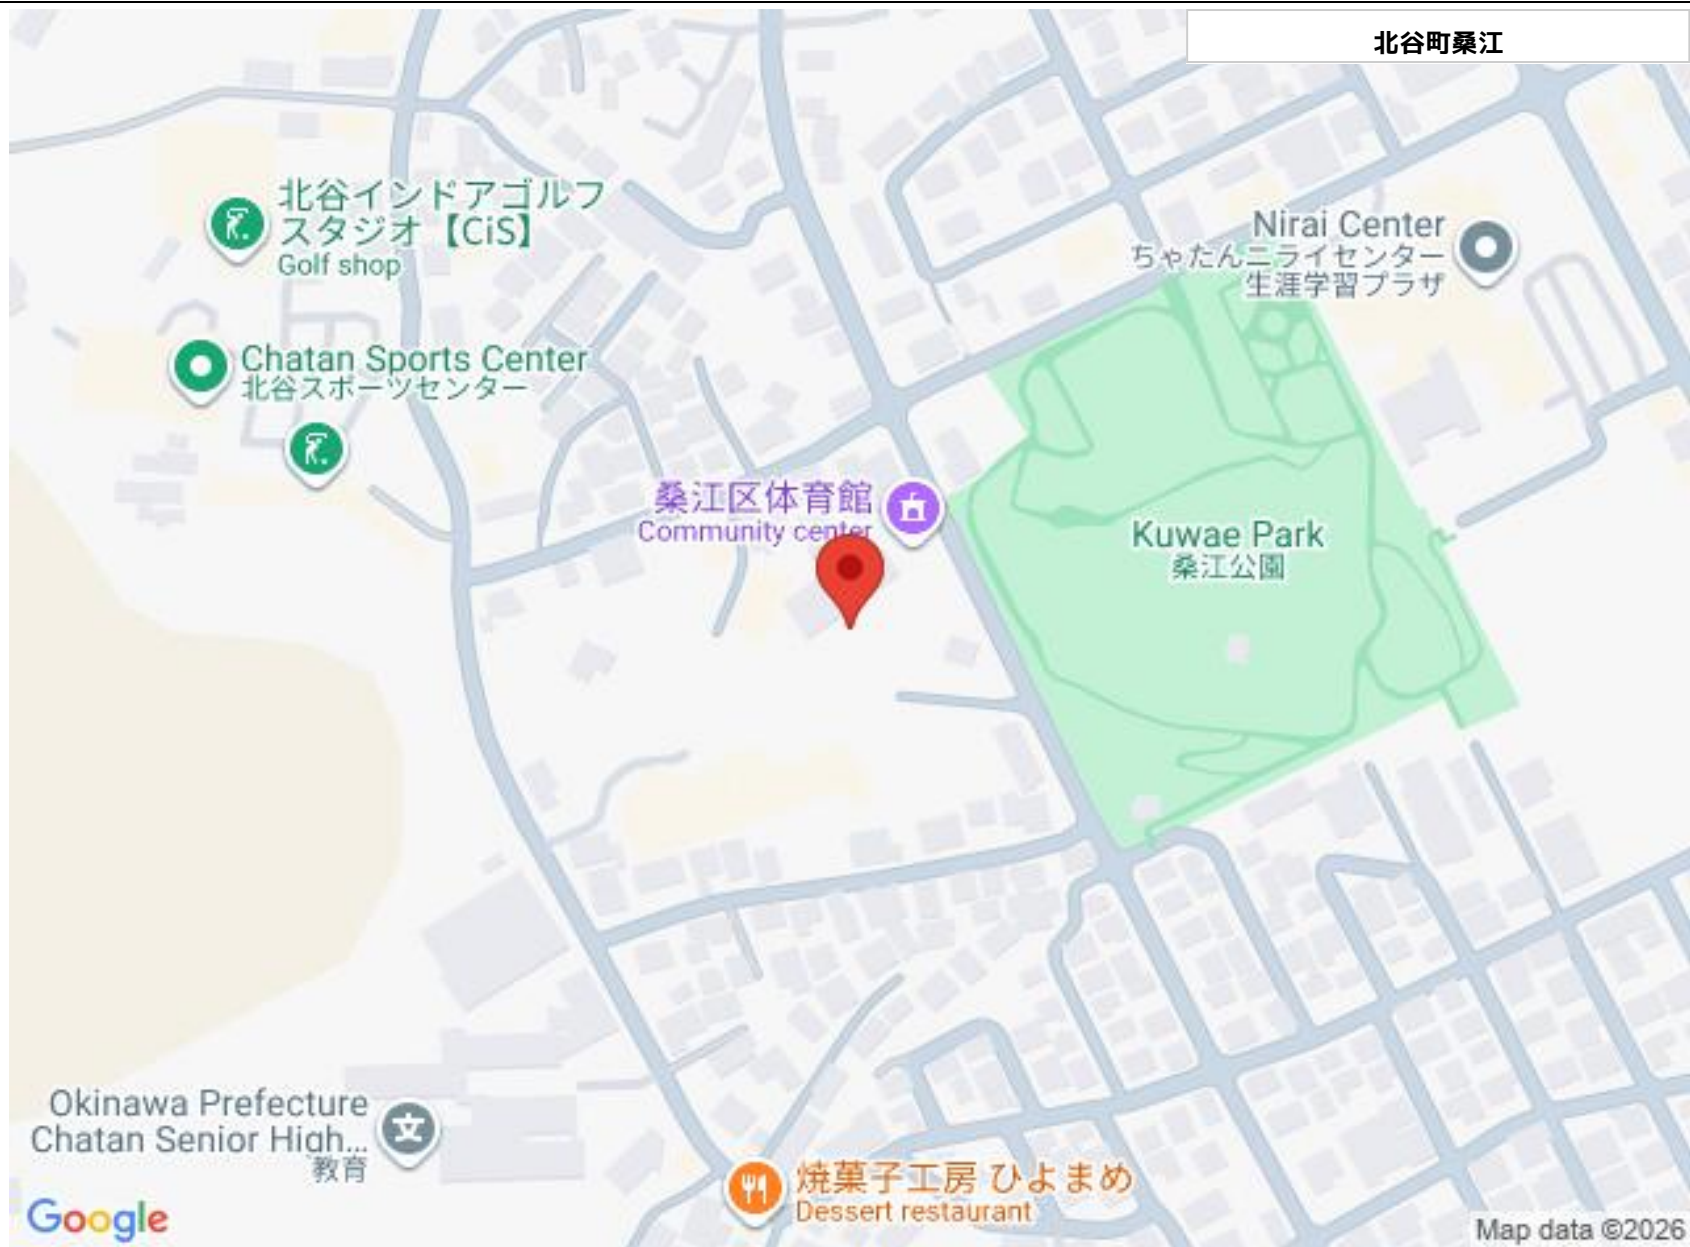 北谷町桑江
北谷インドアゴルフ
スタジオ【CiS】
Golf shop
Nirai Center
ちゃたんニライセンター
生涯学習プラザ
Chatan Sports Center
北谷スポーツセンター
桑江区体育館
Community center
Kuwae Park
桑江公園
Okinawa Prefecture
Chatan Senior High...
教育
焼菓子工房 ひよまめ
Dessert restaurant
Google
Map data ©2026